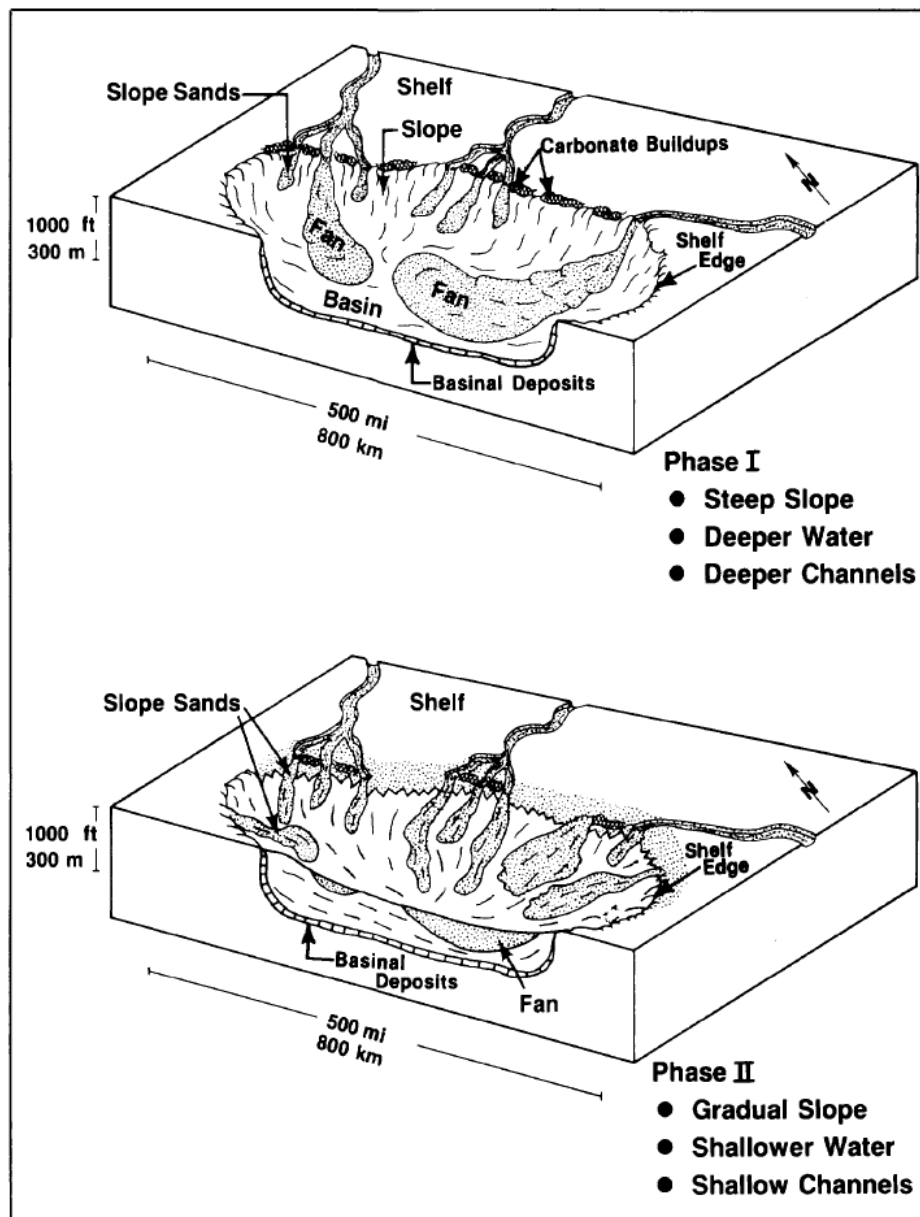 Slope Sands
Shelf
Slope
Carbonate Buildups
N
1000 ft
300 m
Fan
Shelf
Edge
Fan
Basin
Basinal Deposits
500 mi
800 km
Phase I
● Steep Slope
● Deeper Water
● Deeper Channels
Slope Sands
Shelf
N
1000 ft
300 m
Shelf
Edge
Basinal
Deposits
Fan
500 mi
800 km
Phase II
● Gradual Slope
● Shallower Water
● Shallow Channels